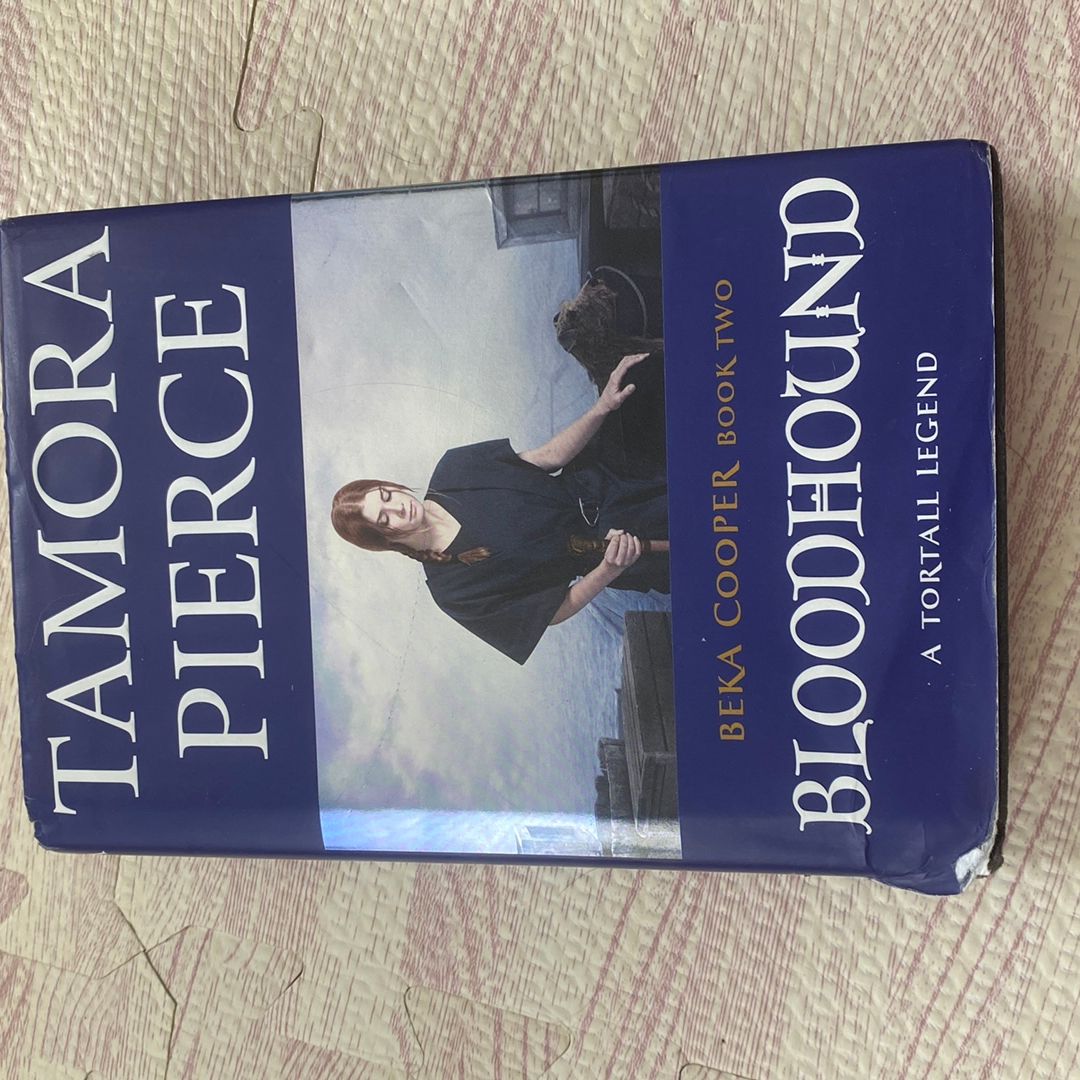 TAMORA
PIERCE
BEKA COOPER BOOK TWO
BLOODHOUND
A TORTALL LEGEND